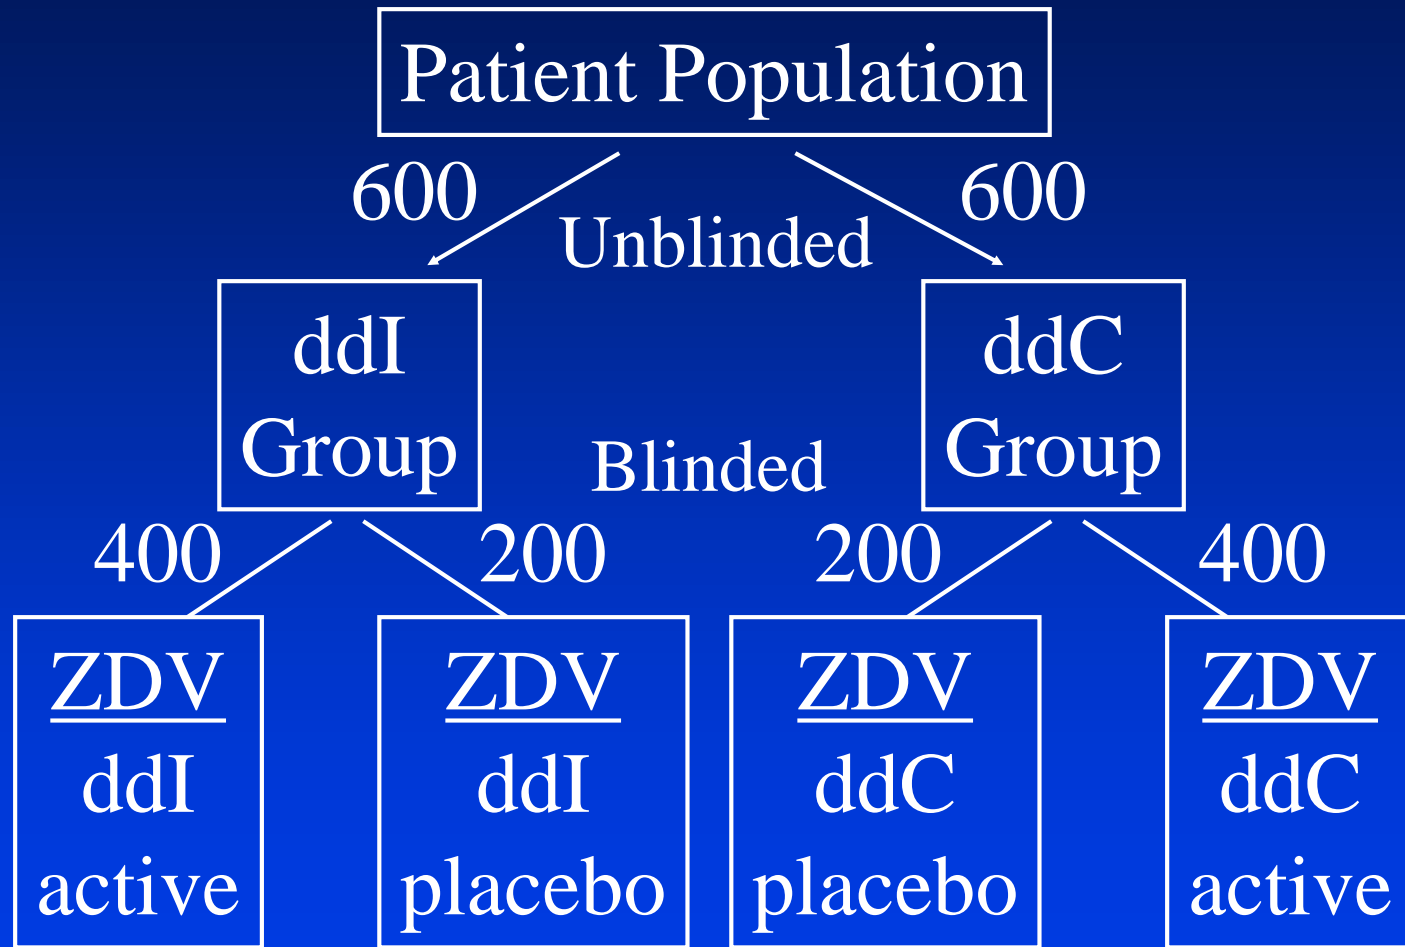 Patient Population
600 600
Unblinded
ddI
Group
ddC
Group
Blinded
400 200 200 400
ZDV
ddI
active
ZDV
ddI
placebo
ZDV
ddC
placebo
ZDV
ddC
active